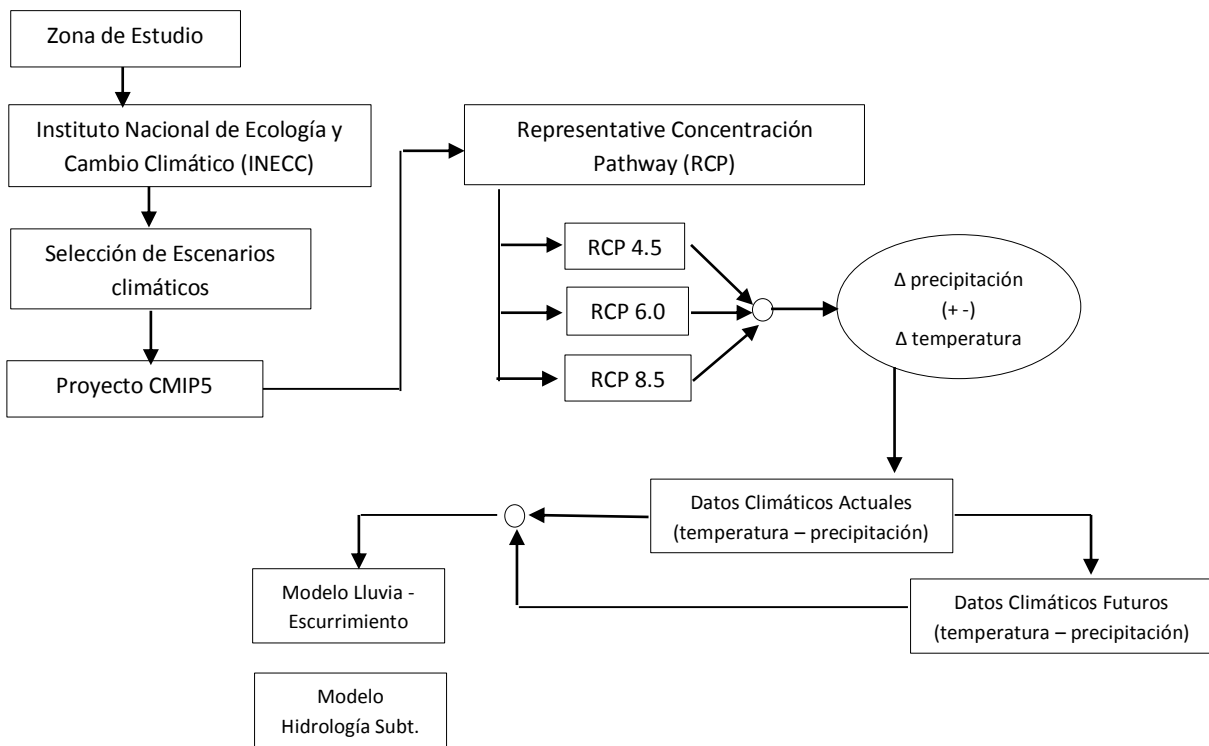 Zona de Estudio
Instituto Nacional de Ecología y
Cambio Climático (INECC)
Selección de Escenarios
climáticos
Proyecto CMIP5
Representative Concentración
Pathway (RCP)
RCP 4.5
RCP 6.0
RCP 8.5
Δ precipitación
(+ -)
Δ temperatura
Datos Climáticos Actuales
(temperatura – precipitación)
Datos Climáticos Futuros
(temperatura – precipitación)
Modelo Lluvia -
Escurrimiento
Modelo
Hidrología Subt.